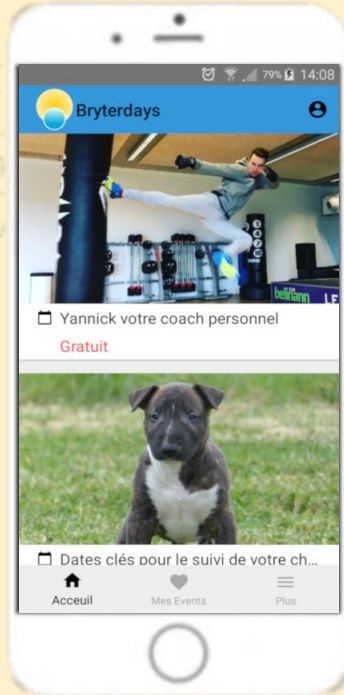 79% 14:08
Bryterdays
Yannick votre coach personnel
Gratuit
Dates clés pour le suivi de votre ch...
Acceuil
Mes Events
Plus